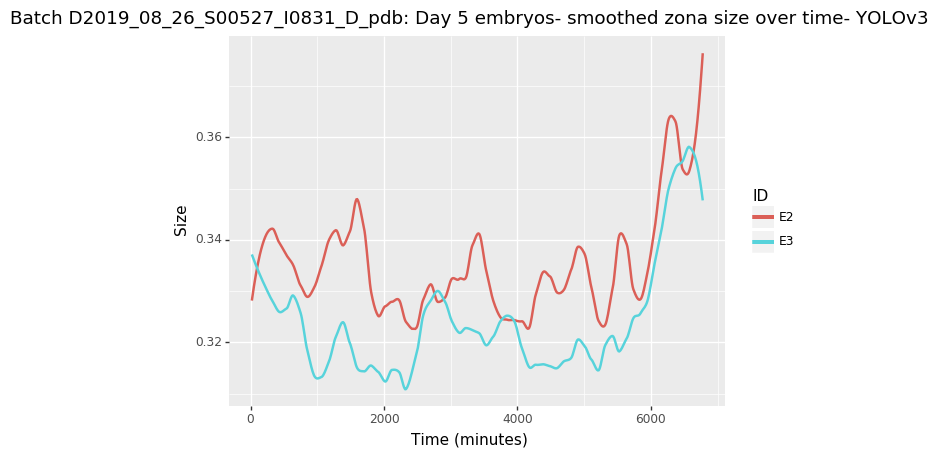 Batch D2019_08_26_S00527_I0831_D_pdb: Day 5 embryos- smoothed zona size over time- YOLOv3
0.36
0.34
0.32
Size
0
2000
4000
6000
Time (minutes)
ID
E2
E3